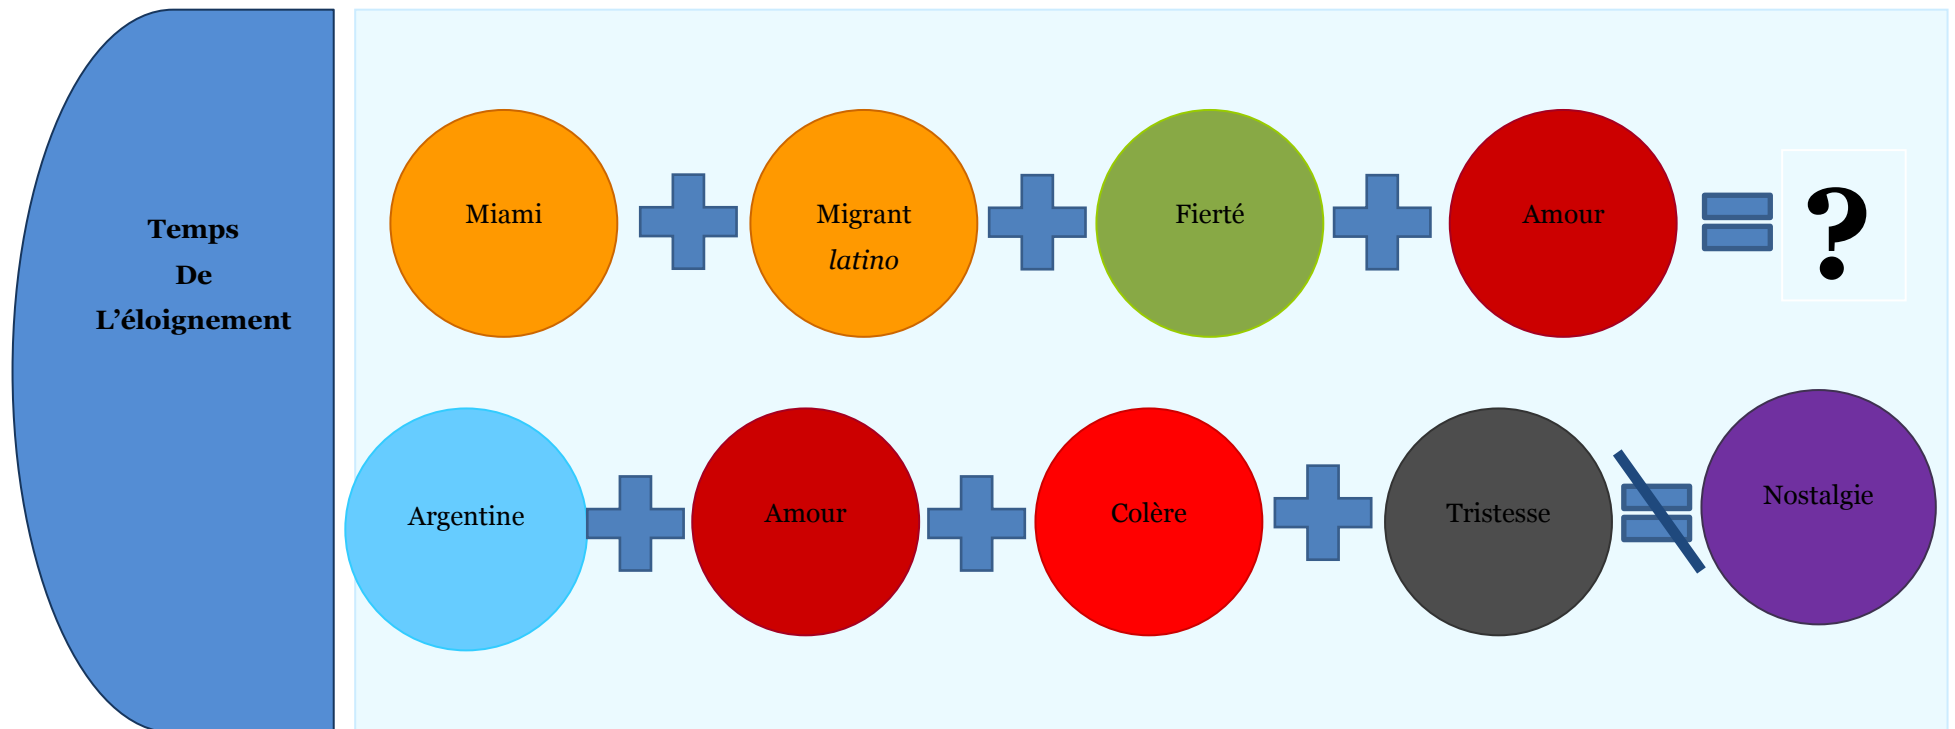 Temps
De
L’éloignement
Miami
Migrant
latino
Fierté
Amour
?
Argentine
Amour
Colère
Tristesse
Nostalgie